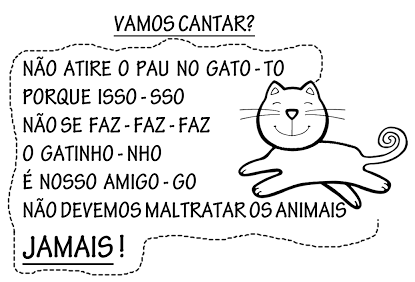 VAMOS CANTAR?
NÃO ATIRE O PAU NO GATO - TO
PORQUE ISSO - SSO
NÃO SE FAZ - FAZ - FAZ
O GATINHO - NHO
É NOSSO AMIGO - GO
NÃO DEVEMOS MALTRATAR OS ANIMAIS
JAMAIS!